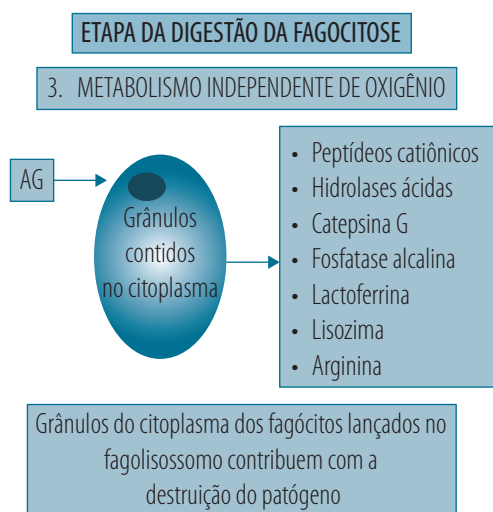 ETAPA DA DIGESTÃO DA FAGOCITOSE
3. METABOLISMO INDEPENDENTE DE OXIGÊNIO
AG
Grânulos
contidos
no citoplasma
• Peptídeos catiônicos
• Hidrolases ácidas
• Catepsina G
• Fosfatase alcalina
• Lactoferrina
• Lisozima
• Arginina
Grânulos do citoplasma dos fagócitos lançados no
fagolisossomo contribuem com a
destruição do patógeno